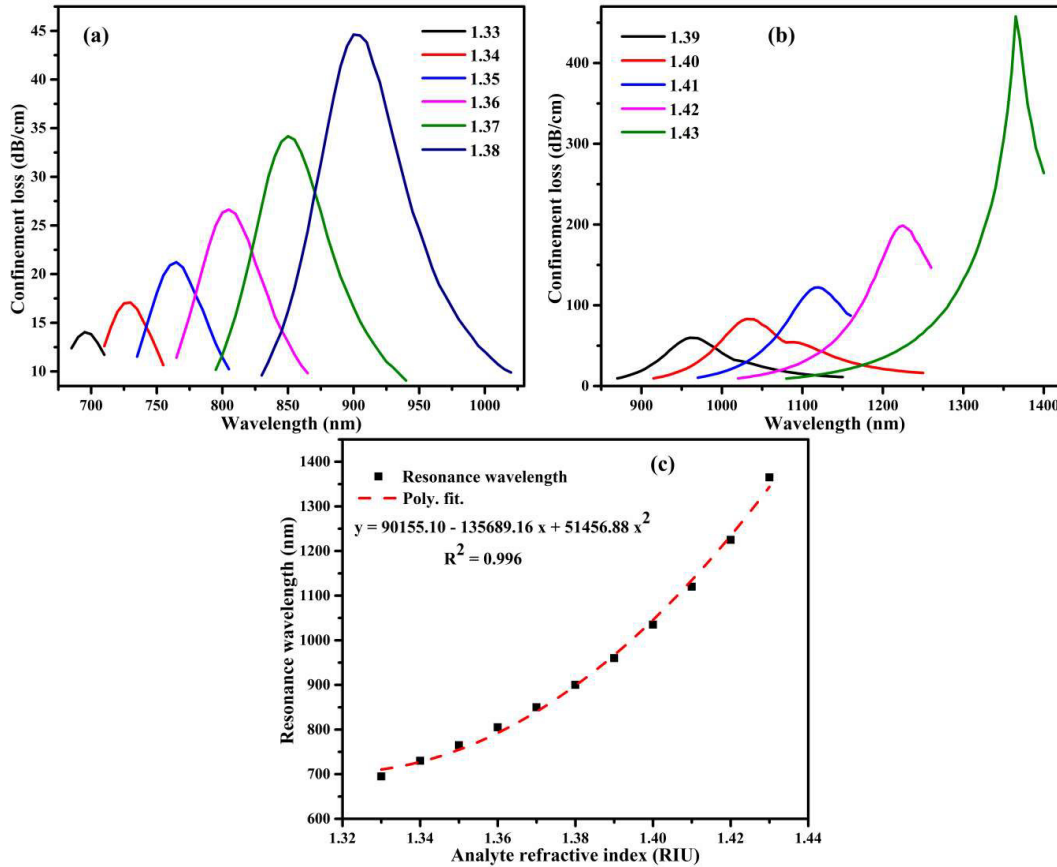 (a)
1.33
1.34
1.35
1.36
1.37
1.38
Confinement loss (dB/cm)
45
40
35
30
25
20
15
10
700 750 800 850 900 950 1000
Wavelength (nm)
(b)
1.39
1.40
1.41
1.42
1.43
Confinement loss (dB/cm)
400
300
200
100
0
900 1000 1100 1200 1300 1400
Wavelength (nm)
(c)
Resonance wavelength
Poly. fit.
y = 90155.10 - 135689.16 x + 51456.88 x²
R² = 0.996
Resonance wavelength (nm)
1400
1300
1200
1100
1000
900
800
700
600
1.32 1.34 1.36 1.38 1.40 1.42 1.44
Analyte refractive index (RIU)